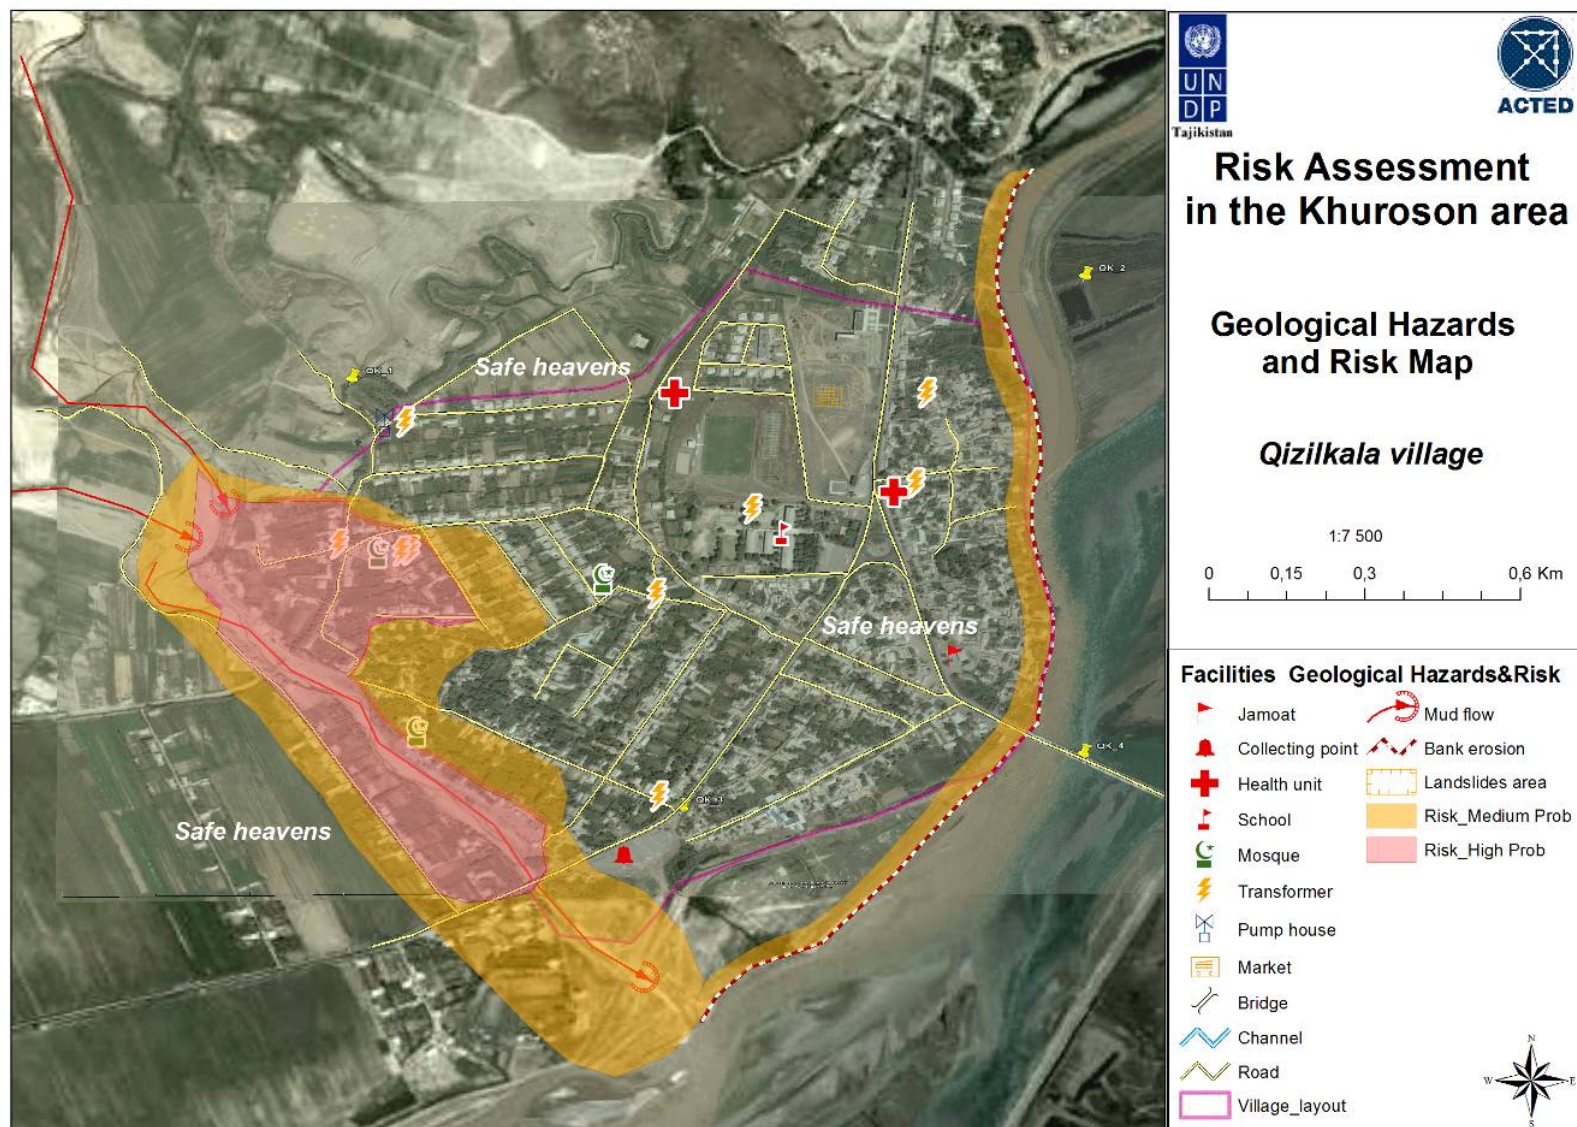 U N
D P
Tajikistan
ACTED
Risk Assessment
in the Khuroson area
Geological Hazards
and Risk Map
Qizilkala village
1:7 500
0 0,15 0,3 0,6 Km
Safe heavens
QK_1
QK_2
Safe heavens
QK_4
Safe heavens
Facilities Geological Hazards&Risk
Jamoat
Collecting point
Health unit
School
Mosque
Transformer
Pump house
Market
Bridge
Channel
Road
Village_layout
Mud flow
Bank erosion
Landslides area
Risk_Medium Prob
Risk_High Prob
N
W E
S